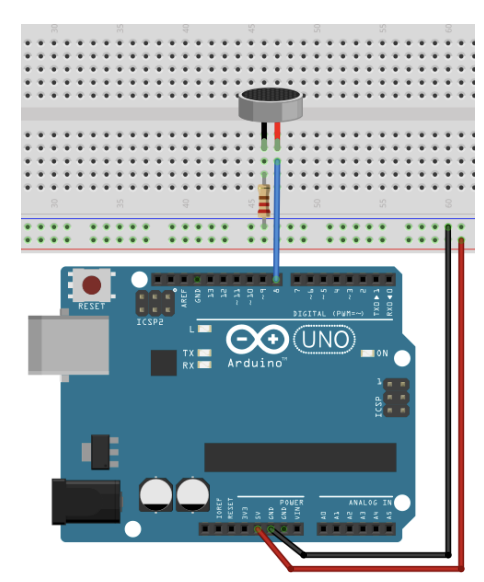 30
35
40
45
50
55
60
30
35
40
45
50
55
60
RESET
ICSP2
AREF
GND
13
12
~11
~10
~9
8
7
~6
~5
4
~3
2
TXD▶1
RXD◀0
DIGITAL (PWM=~)
L
TX
RX
Arduino™
UNO
ON
1
ICSP
POWER
ANALOG IN
IOREF
RESET
3V3
5V
GND
GND
VIN
A0
A1
A2
A3
A4
A5